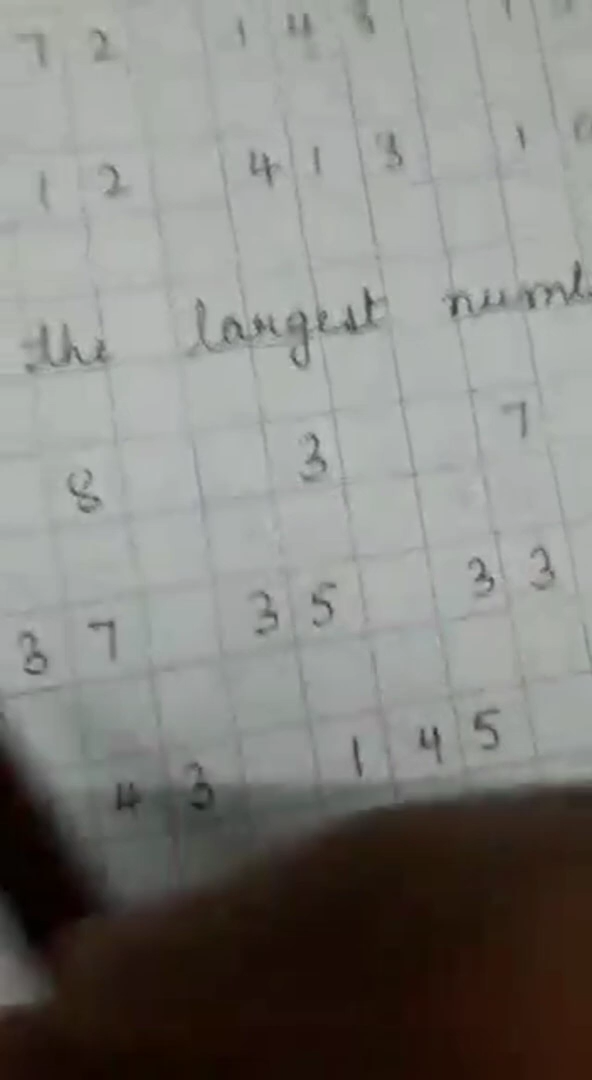 7 2 1 4
1 2 4 1 3 1
the largest
8 3 7
3 7 3 5 3 3
4 3 1 4 5